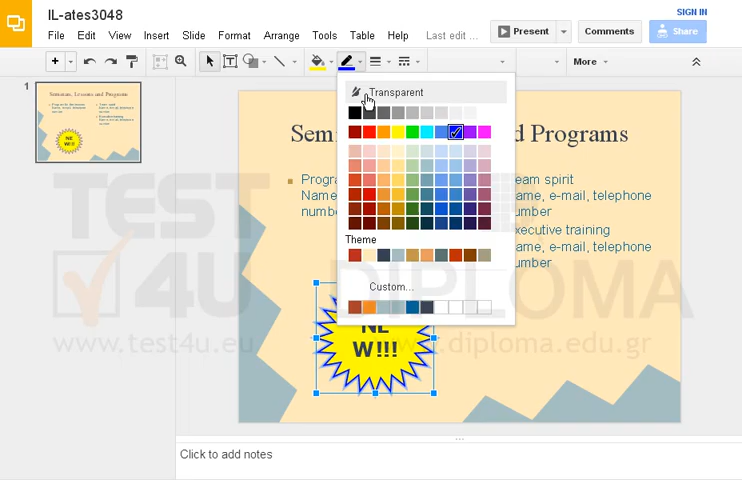 IL-ates3048
SIGN IN
File Edit View Insert Slide Format Arrange Tools Table Help Last edit ...
Present
Comments
Share
More
1
Transparent
Theme
Custom...
Seminars, Lessons and Programs
Sem
d Programs
Progra
Name
numbe
eam spirit
ame, e-mail, telephone
umber
xecutive training
ame, e-mail, telephone
umber
NE
W!!!
NE
W!!!
TEST
4U
DIPLOMA
www.test4u.eu
www.diploma.edu.gr
Click to add notes